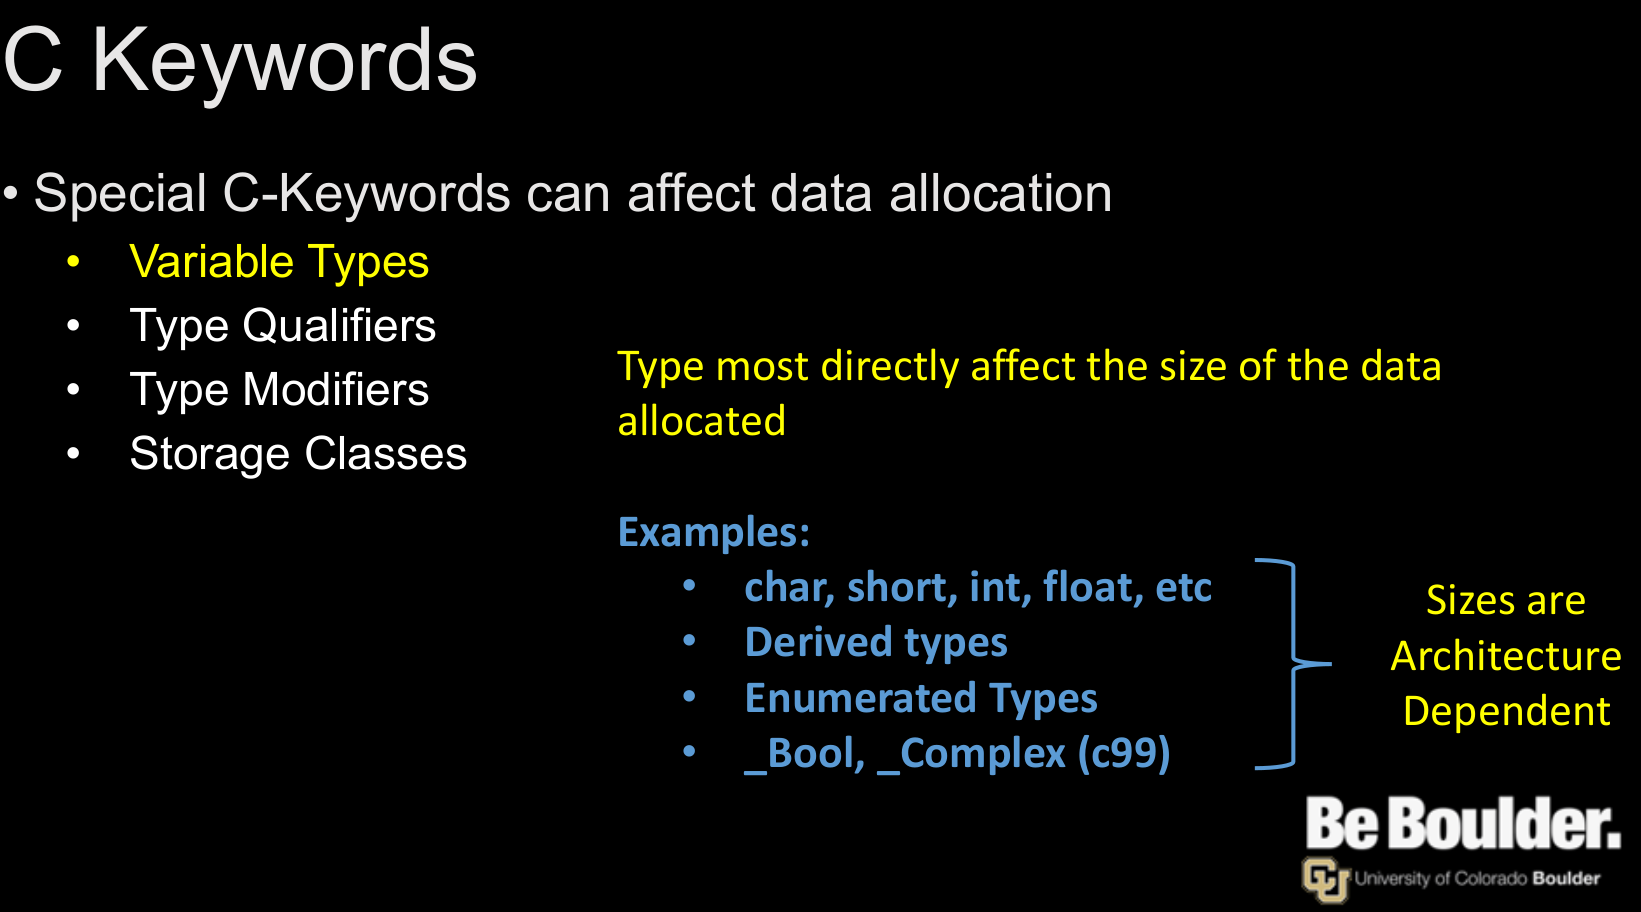 C Keywords
• Special C-Keywords can affect data allocation
• Variable Types
• Type Qualifiers
• Type Modifiers
• Storage Classes
Type most directly affect the size of the data
allocated
Examples:
• char, short, int, float, etc
• Derived types
• Enumerated Types
• _Bool, _Complex (c99)
Sizes are
Architecture
Dependent
Be Boulder.
CU University of Colorado Boulder